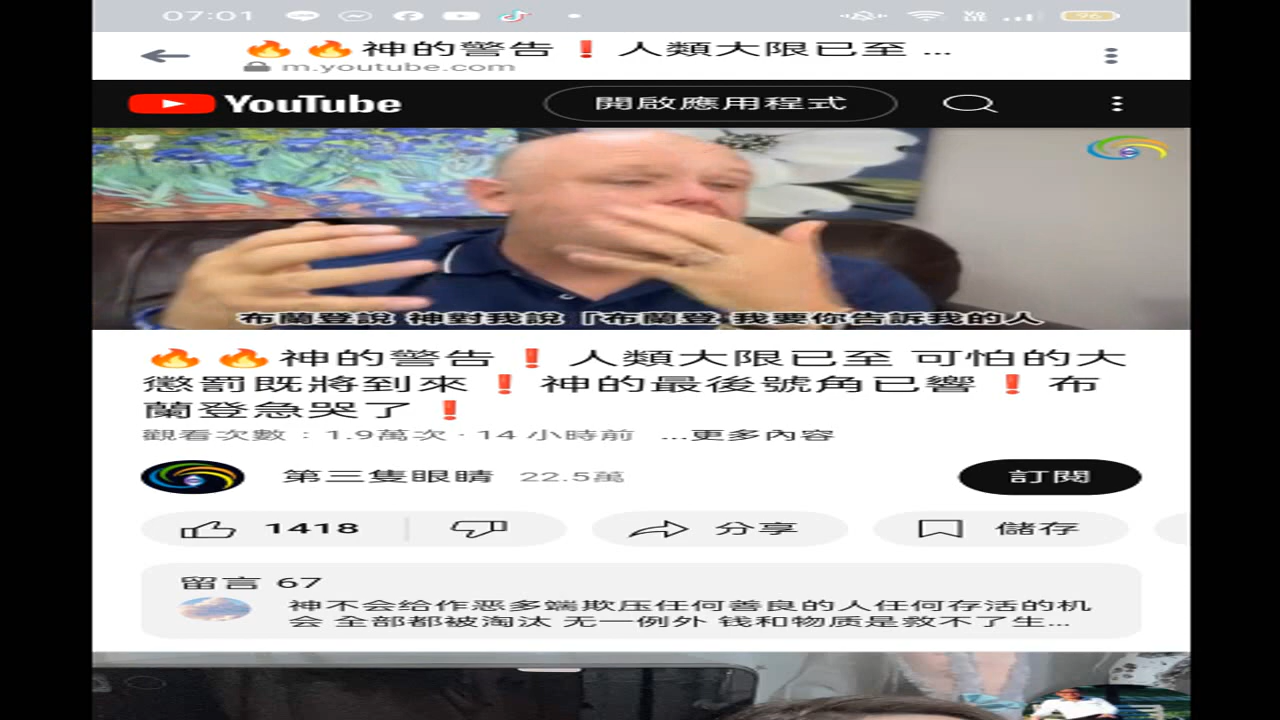 07:01
VO LTE 96
🔥🔥神的警告❗人類大限已至 ...
m.youtube.com
YouTube 開啟應用程式
布蘭登說 神對我說「布蘭登 我要你告訴我的人
🔥🔥神的警告❗人類大限已至 可怕的大
懲罰既將到來❗神的最後號角已響❗布
蘭登急哭了❗
觀看次數：1.9萬次 · 14 小時前 ...更多內容
第三隻眼睛 22.5萬 訂閱
1418 分享 儲存
留言 67
神不会给作恶多端欺压任何善良的人任何存活的机
会 全部都被淘汰 无一例外 钱和物质是救不了生...